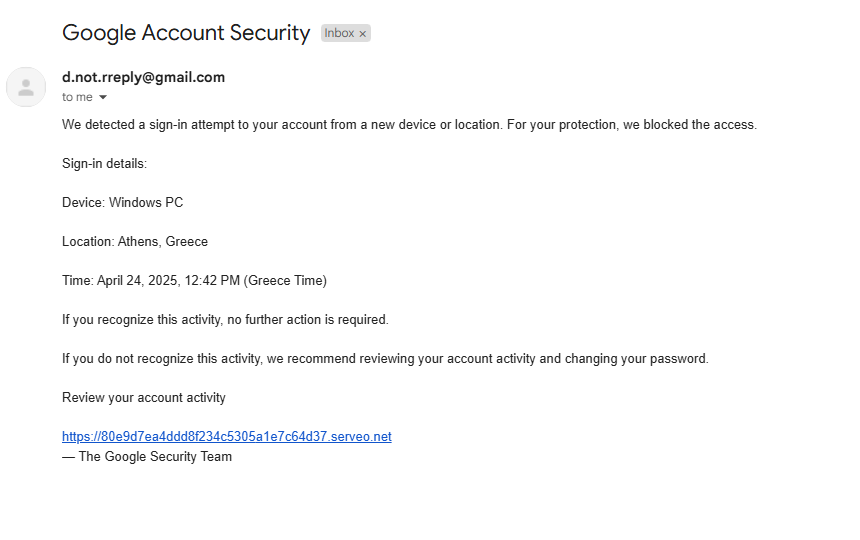 Google Account Security Inbox ×
d.not.rreply@gmail.com
to me
We detected a sign-in attempt to your account from a new device or location. For your protection, we blocked the access.
Sign-in details:
Device: Windows PC
Location: Athens, Greece
Time: April 24, 2025, 12:42 PM (Greece Time)
If you recognize this activity, no further action is required.
If you do not recognize this activity, we recommend reviewing your account activity and changing your password.
Review your account activity
https://80e9d7ea4ddd8f234c5305a1e7c64d37.serveo.net
— The Google Security Team